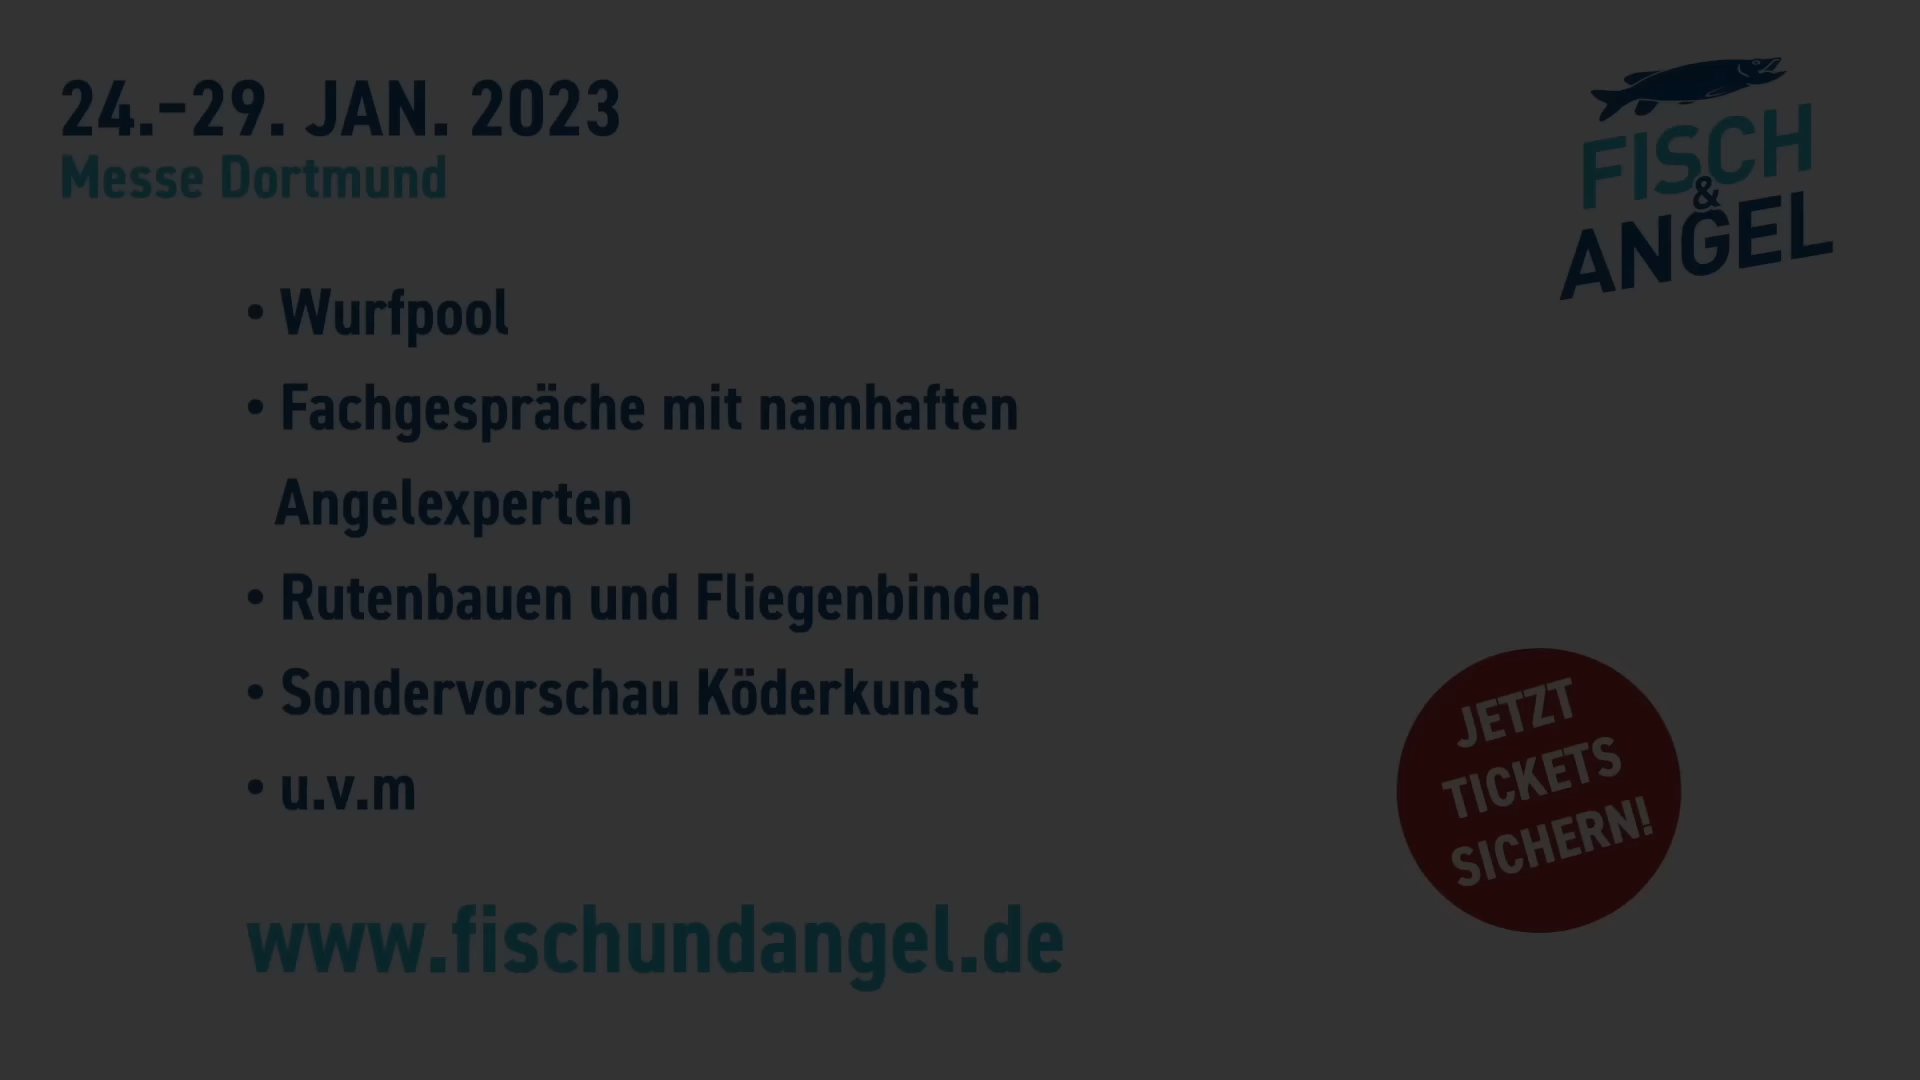 24.-29. JAN. 2023
Messe Dortmund
FISCH
&
ANGEL
• Wurfpool
• Fachgespräche mit namhaften
Angelexperten
• Rutenbauen und Fliegenbinden
• Sondervorschau Köderkunst
• u.v.m
JETZT
TICKETS
SICHERN!
www.fischundangel.de